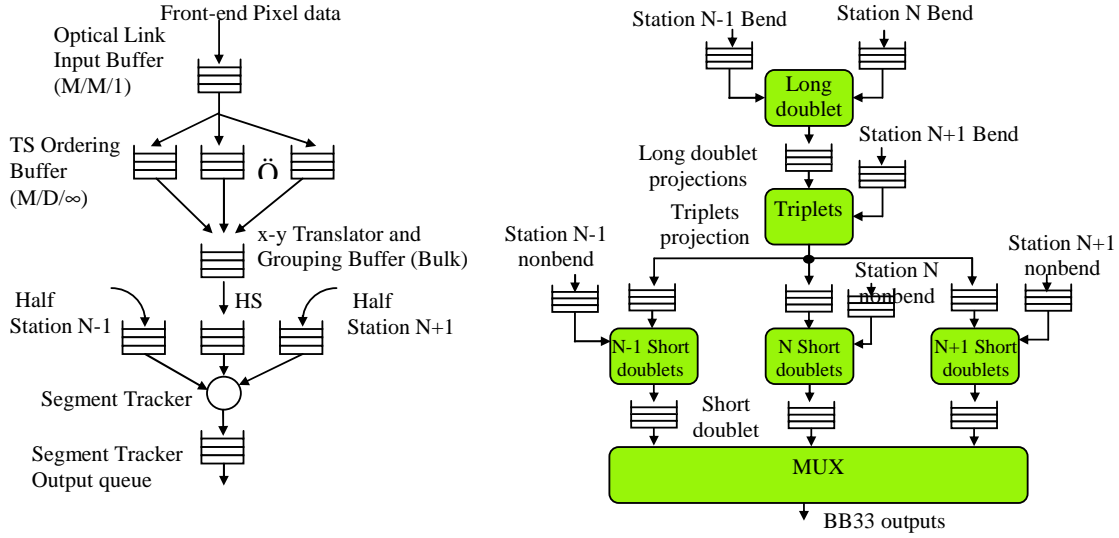 Front-end Pixel data
Optical Link
Input Buffer
(M/M/1)
TS Ordering
Buffer
(M/D/∞)
Ö
x-y Translator and
Grouping Buffer (Bulk)
HS
Half
Station N-1
Half
Station N+1
Segment Tracker
Segment Tracker
Output queue
Station N-1 Bend
Station N Bend
Long
doublet
Station N+1 Bend
Long doublet
projections
Triplets
Triplets
projection
Station N-1
nonbend
Station N
nonbend
Station N+1
nonbend
N-1 Short
doublets
N Short
doublets
N+1 Short
doublets
Short
doublet
MUX
BB33 outputs